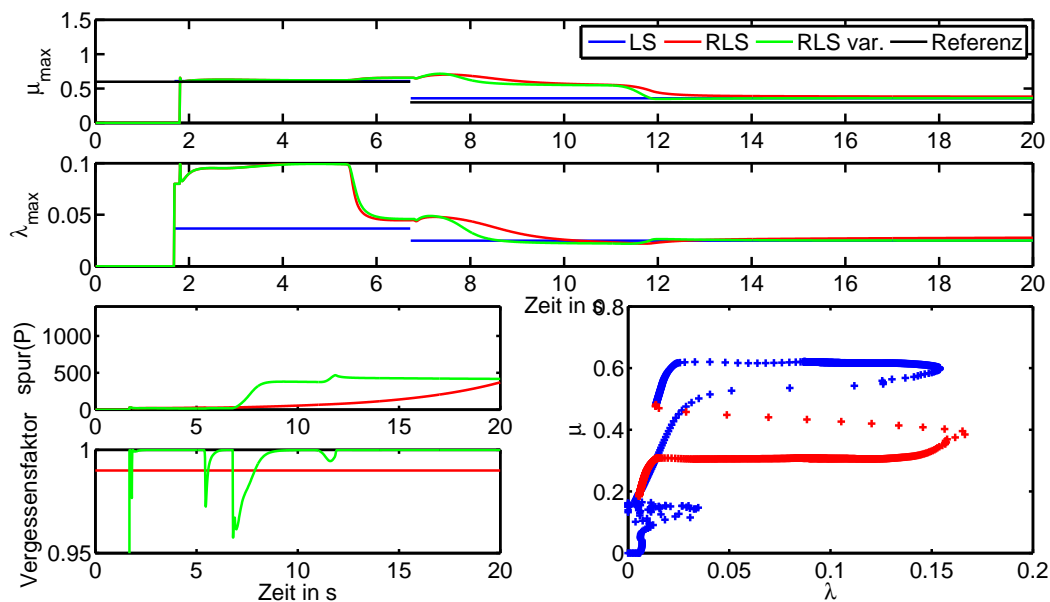 1.5
1
0.5
0
μmax
LS RLS RLS var. Referenz
0 2 4 6 8 10 12 14 16 18 20
0.1
0.05
0
λmax
0 2 4 6 8 10 12 14 16 18 20
Zeit in s
1000
500
0
spur(P)
0 5 10 15 20
1
0.95
Vergessensfaktor
0 5 10 15 20
Zeit in s
0.8
0.6
0.4
0.2
0
μ
0 0.05 0.1 0.15 0.2
λ